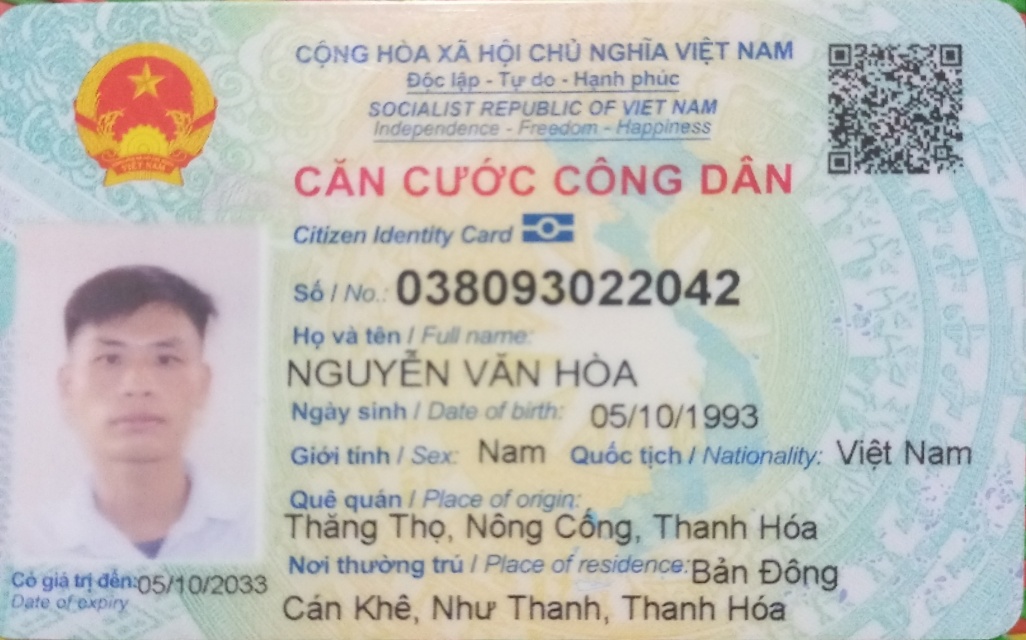 CỘNG HÒA XÃ HỘI CHỦ NGHĨA VIỆT NAM
Độc lập - Tự do - Hạnh phúc
SOCIALIST REPUBLIC OF VIET NAM
Independence - Freedom - Happiness
VIỆT NAM
CĂN CƯỚC CÔNG DÂN
Citizen Identity Card
Số / No.: 038093022042
Họ và tên / Full name:
NGUYỄN VĂN HÒA
Ngày sinh / Date of birth: 05/10/1993
Giới tính / Sex: Nam Quốc tịch / Nationality: Việt Nam
Quê quán / Place of origin:
Thăng Thọ, Nông Cống, Thanh Hóa
Nơi thường trú / Place of residence: Bản Đông
Cán Khê, Như Thanh, Thanh Hóa
Có giá trị đến: 05/10/2033
Date of expiry